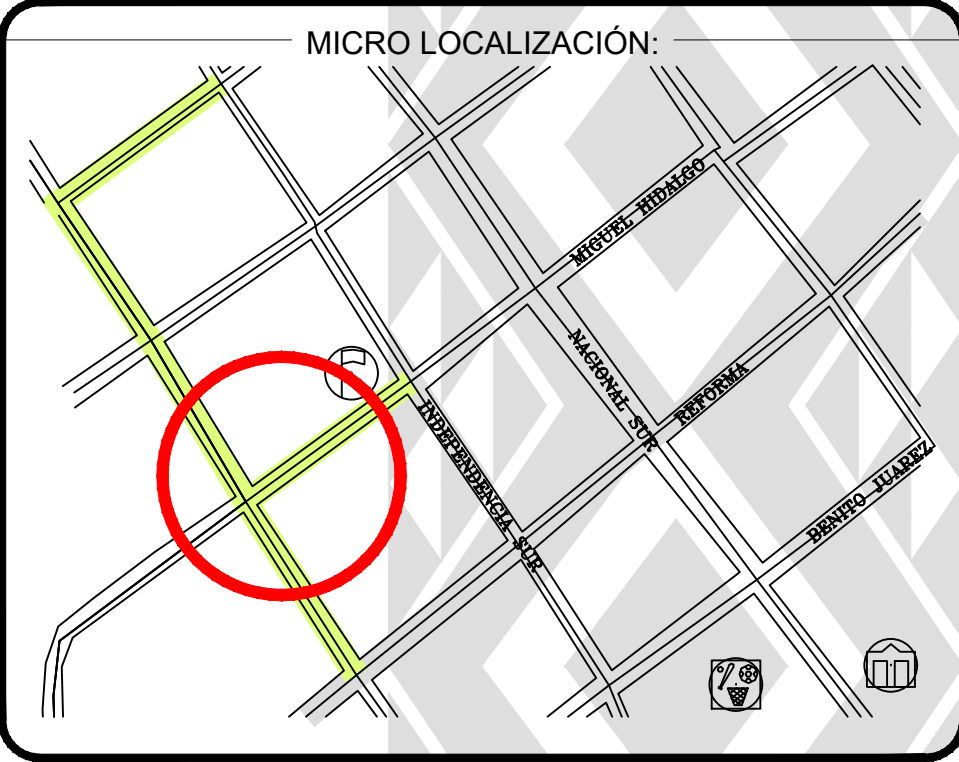 MICRO LOCALIZACIÓN:
MIGUEL HIDALGO
NACIONAL SUR
REFORMA
INDEPENDENCIA SUR
BENITO JUAREZ